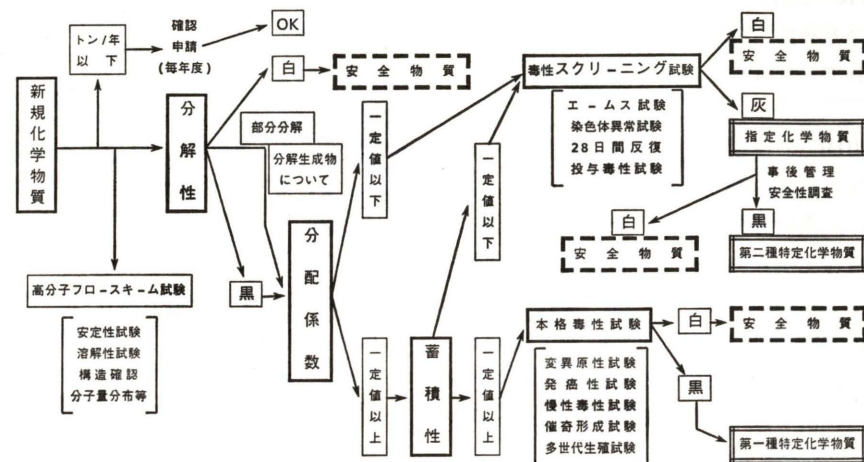 新規化学物質
トン/年
以下
確認
申請
(毎年度)
OK
高分子フロースキーム試験
安定性試験
溶解性試験
構造確認
分子量分布等
分解性
白
安全物質
部分分解
分解生成物
について
黒
分配係数
一定値以下
一定値以上
蓄積性
一定値以下
一定値以上
毒性スクリーニング試験
エームス試験
染色体異常試験
28日間反復
投与毒性試験
白
安全物質
灰
指定化学物質
事後管理
安全性調査
白
安全物質
黒
第二種特定化学物質
本格毒性試験
変異原性試験
発癌性試験
慢性毒性試験
催奇形成試験
多世代生殖試験
白
安全物質
黒
第一種特定化学物質